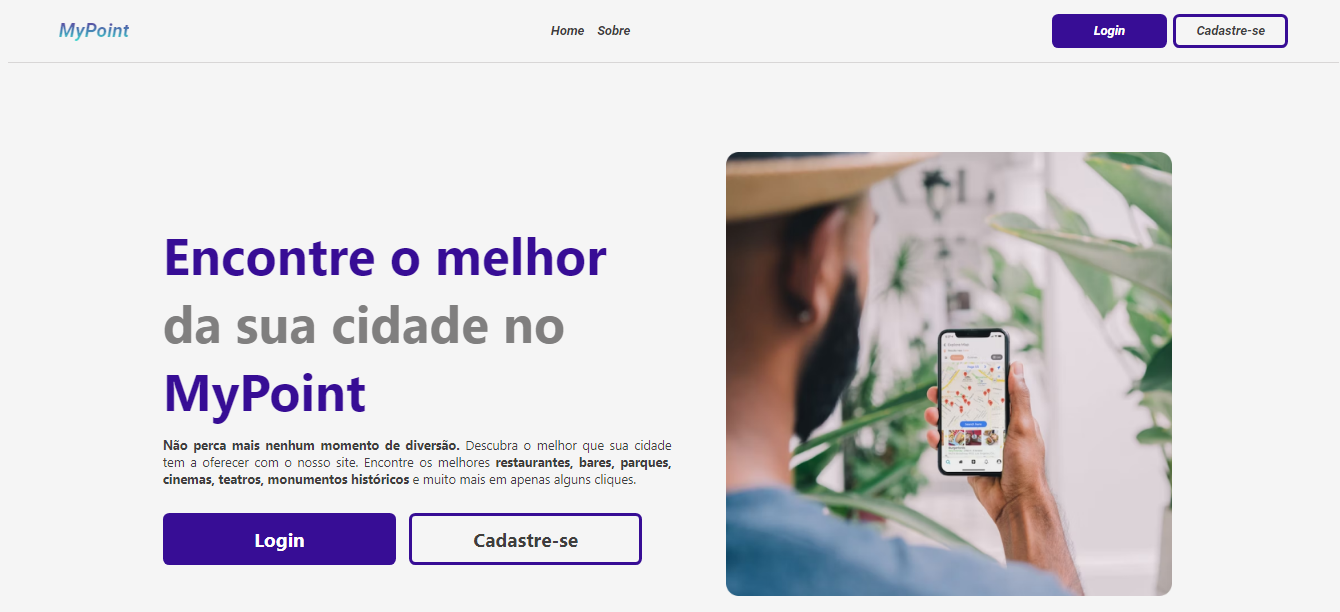 MyPoint
Home Sobre
Login
Cadastre-se
Encontre o melhor
da sua cidade no
MyPoint
Não perca mais nenhum momento de diversão. Descubra o melhor que sua cidade
tem a oferecer com o nosso site. Encontre os melhores restaurantes, bares, parques,
cinemas, teatros, monumentos históricos e muito mais em apenas alguns cliques.
Login
Cadastre-se